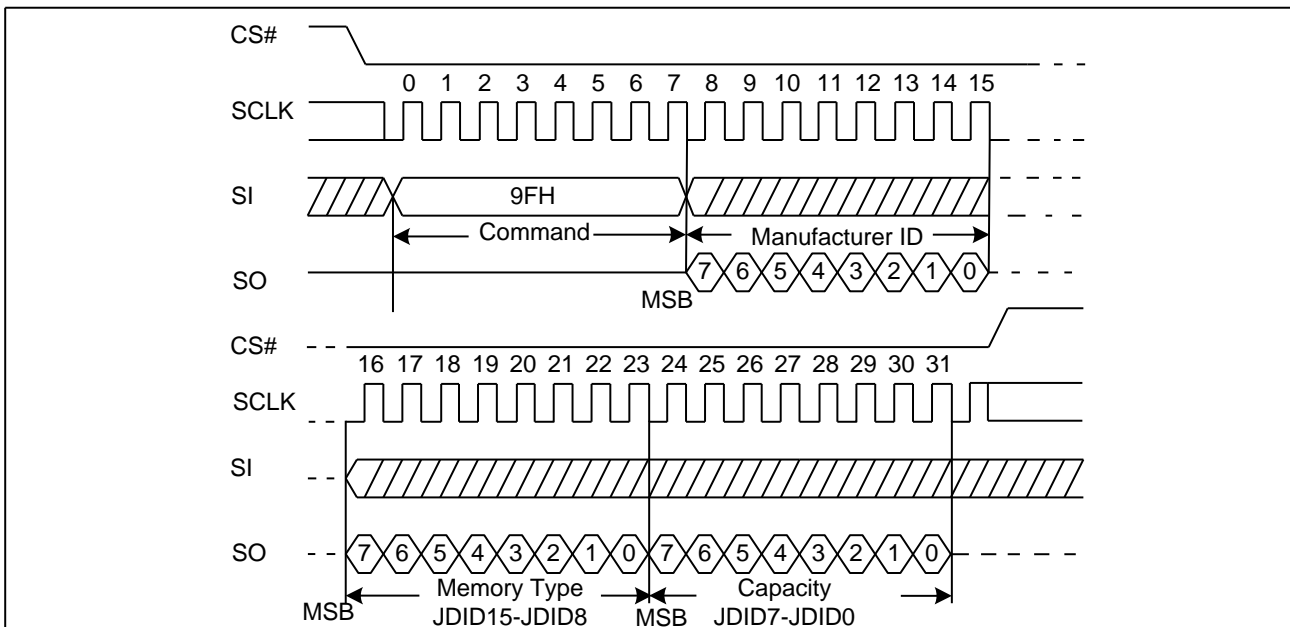 CS#
0 1 2 3 4 5 6 7 8 9 10 11 12 13 14 15
SCLK
SI 9FH
Command Manufacturer ID
SO 7 6 5 4 3 2 1 0
MSB
CS#
16 17 18 19 20 21 22 23 24 25 26 27 28 29 30 31
SCLK
SI
SO 7 6 5 4 3 2 1 0 7 6 5 4 3 2 1 0
Memory Type Capacity
MSB JDID15-JDID8 MSB JDID7-JDID0